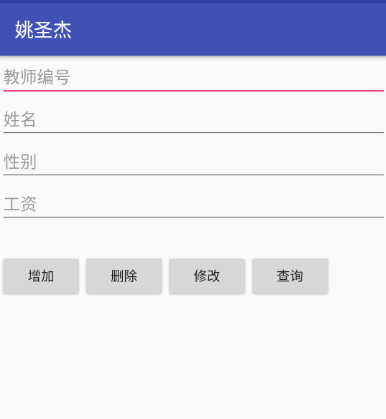 姚圣杰
教师编号
姓名
性别
工资
增加 删除 修改 查询